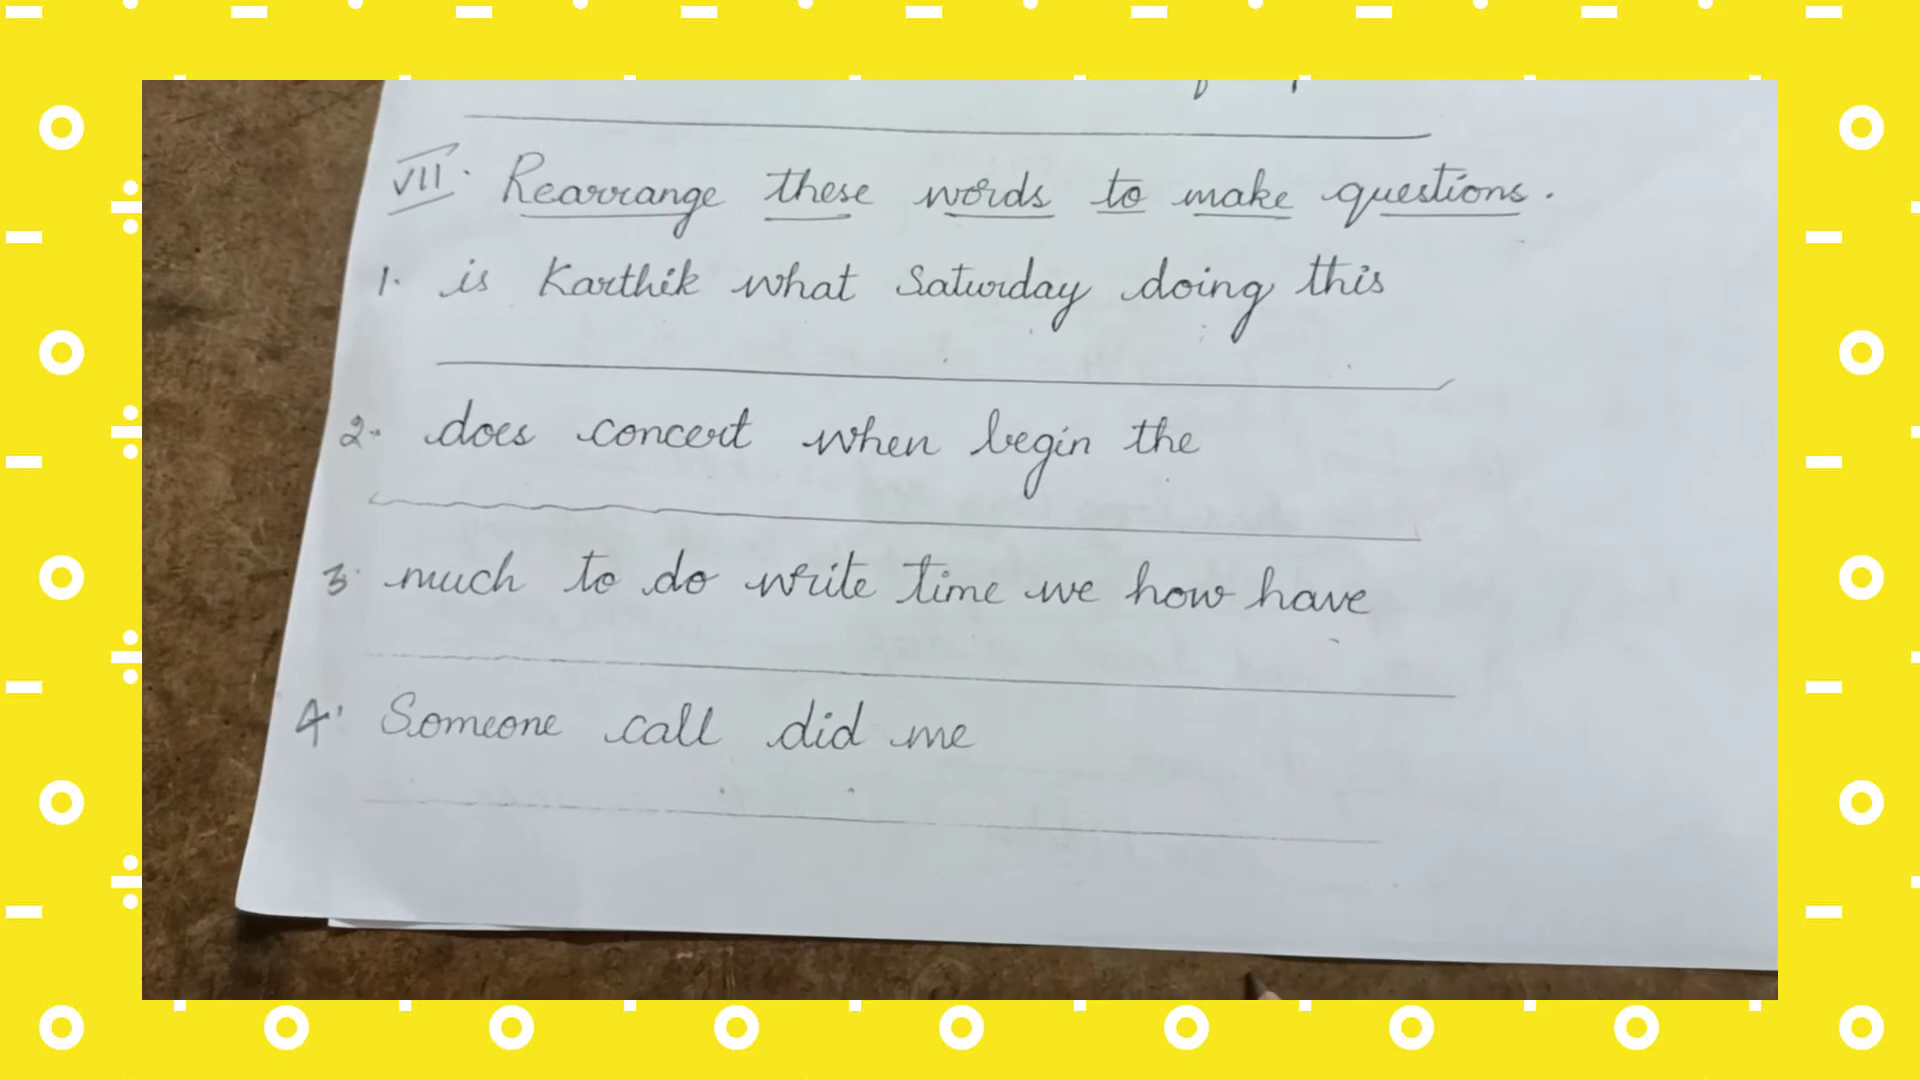 VII. Rearrange these words to make questions.
1. is Karthik what Saturday doing this
2. does concert when begin the
3. much to do write time we how have
4. Someone call did me